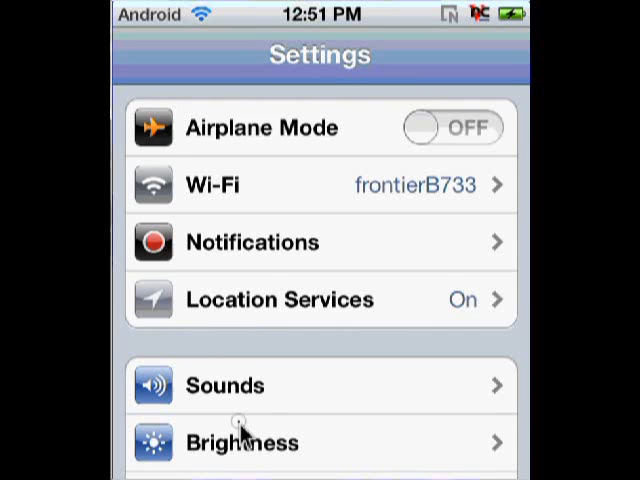 Android 12:51 PM
Settings
Airplane Mode OFF
Wi-Fi frontierB733
Notifications
Location Services On
Sounds
Brightness